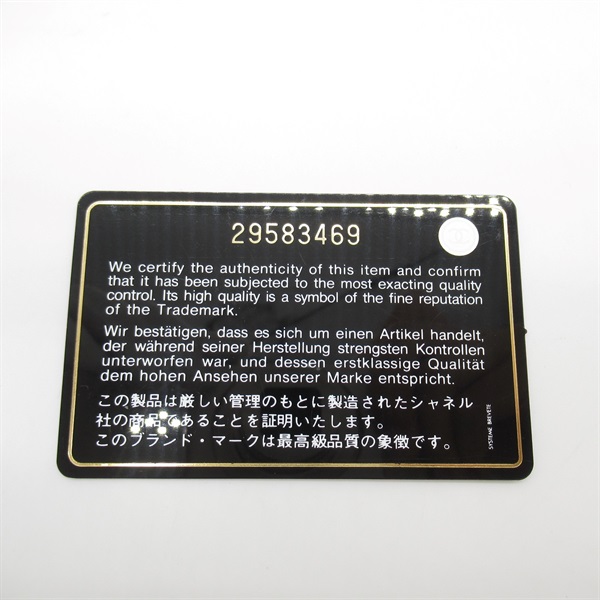 29583469
We certify the authenticity of this item and confirm
that it has been subjected to the most exacting quality
control. Its high quality is a symbol of the fine reputation
of the Trademark.
Wir bestätigen, dass es sich um einen Artikel handelt,
der während seiner Herstellung strengsten Kontrollen
unterworfen war, und dessen erstklassige Qualität
dem hohen Ansehen unserer Marke entspricht.
この製品は厳しい管理のもとに製造されたシャネル
社の商品であることを証明いたします。
このブランド・マークは最高級品質の象徴です。
SYSTEME BREVETE